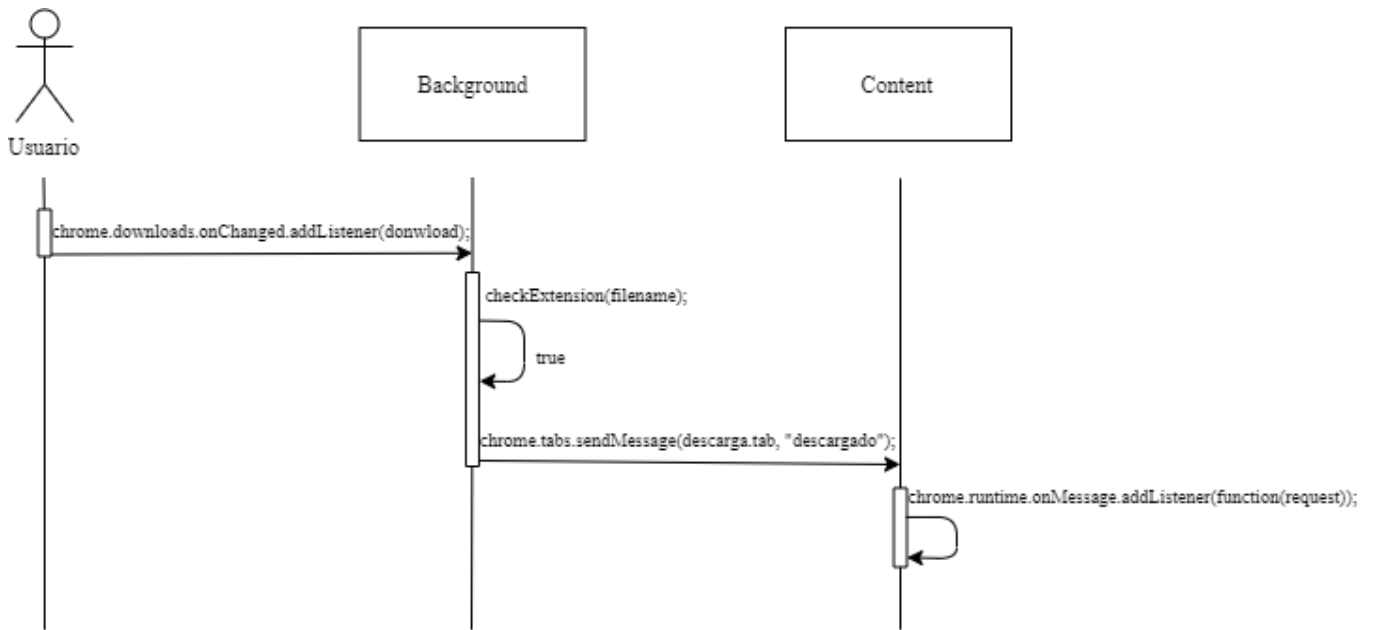 Background
Content
Usuario
chrome.downloads.onChanged.addListener(donwload);
checkExtension(filename);
true
chrome.tabs.sendMessage(descarga.tab, "descargado");
chrome.runtime.onMessage.addListener(function(request));